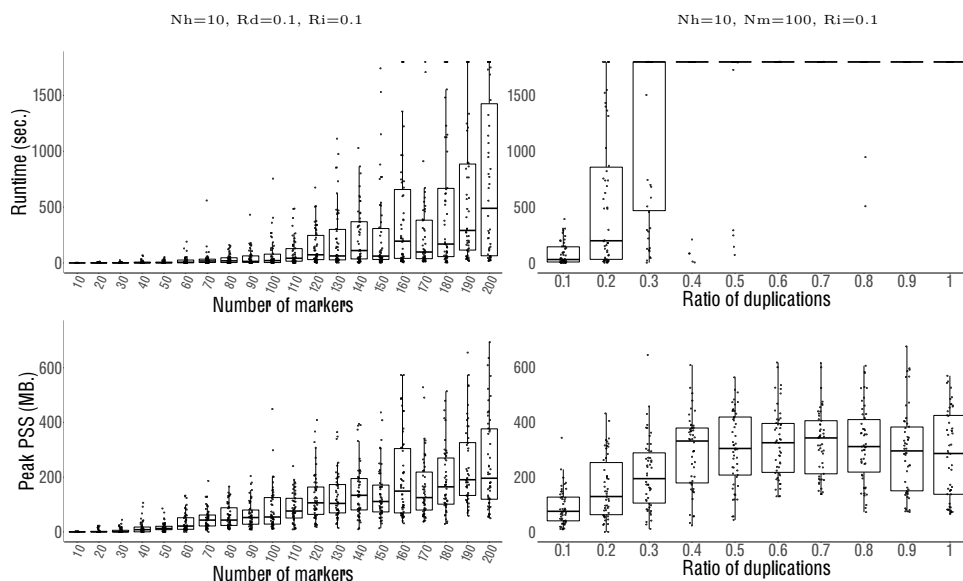 Nh=10, Rd=0.1, Ri=0.1
Runtime (sec.)
1500
1000
500
0
10 20 30 40 50 60 70 80 90 100 110 120 130 140 150 160 170 180 190 200
Number of markers
Nh=10, Nm=100, Ri=0.1
1500
1000
500
0
0.1 0.2 0.3 0.4 0.5 0.6 0.7 0.8 0.9 1
Ratio of duplications
Peak PSS (MB.)
600
400
200
0
10 20 30 40 50 60 70 80 90 100 110 120 130 140 150 160 170 180 190 200
Number of markers
600
400
200
0
0.1 0.2 0.3 0.4 0.5 0.6 0.7 0.8 0.9 1
Ratio of duplications